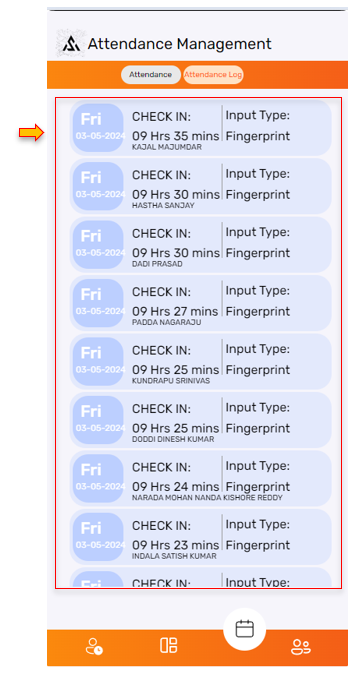 Attendance Management
Attendance
Attendance Log
Fri
03-05-2024
CHECK IN:
09 Hrs 35 mins
KAJAL MAJUMDAR
Input Type:
Fingerprint
Fri
03-05-2024
CHECK IN:
09 Hrs 30 mins
HASTHA SANJAY
Input Type:
Fingerprint
Fri
03-05-2024
CHECK IN:
09 Hrs 30 mins
DADI PRASAD
Input Type:
Fingerprint
Fri
03-05-2024
CHECK IN:
09 Hrs 27 mins
PADDA NAGARAJU
Input Type:
Fingerprint
Fri
03-05-2024
CHECK IN:
09 Hrs 25 mins
KUNDRAPU SRINIVAS
Input Type:
Fingerprint
Fri
03-05-2024
CHECK IN:
09 Hrs 25 mins
DODDI DINESH KUMAR
Input Type:
Fingerprint
Fri
03-05-2024
CHECK IN:
09 Hrs 24 mins
NARADA MOHAN NANDA KISHORE REDDY
Input Type:
Fingerprint
Fri
03-05-2024
CHECK IN:
09 Hrs 23 mins
INDALA SATISH KUMAR
Input Type:
Fingerprint
Fri
CHECK IN:
Input Type: